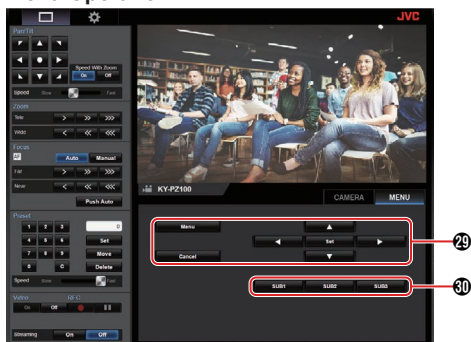 JVC
Pan/Tilt
Speed With Zoom
On Off
Speed Slow Fast
Zoom
Tele > >> >>>
Wide < << <<<
Focus
AF Auto Manual
Far > >> >>>
Near < << <<<
Push Auto
KY-PZ100
CAMERA MENU
Preset
1 2 3 0
4 5 6 Set
7 8 9 Move
0 C Delete
Speed Slow Fast
Video REC
On Off
Streaming On Off
Menu
Set
Cancel
29
SUB1 SUB2 SUB3
30